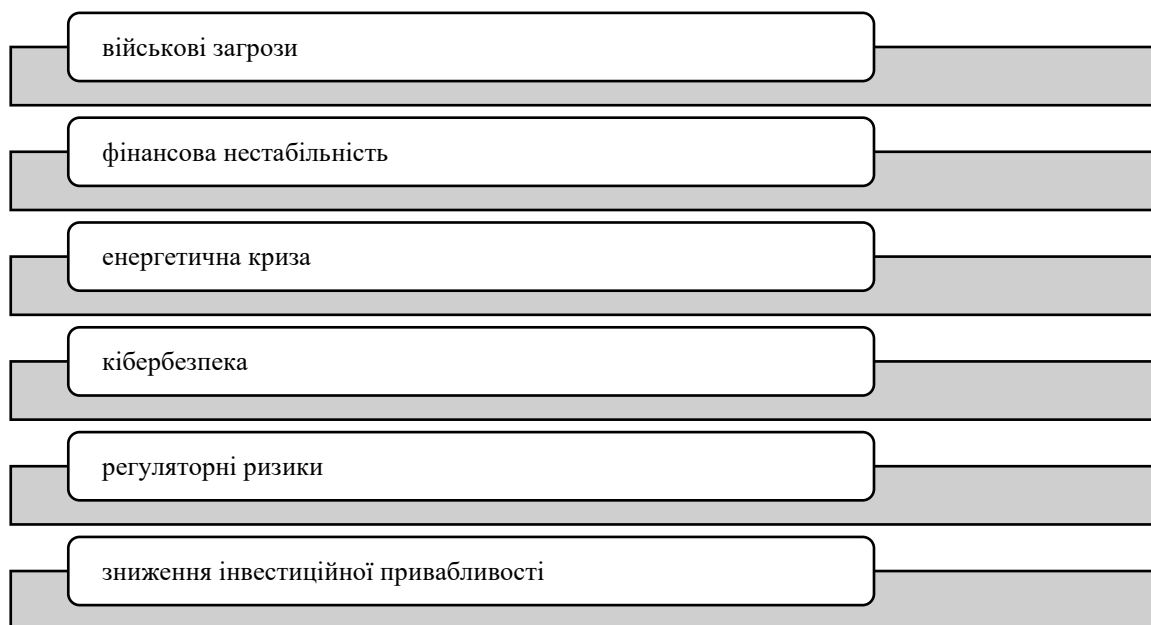 військові загрози
фінансова нестабільність
енергетична криза
кібербезпека
регуляторні ризики
зниження інвестиційної привабливості